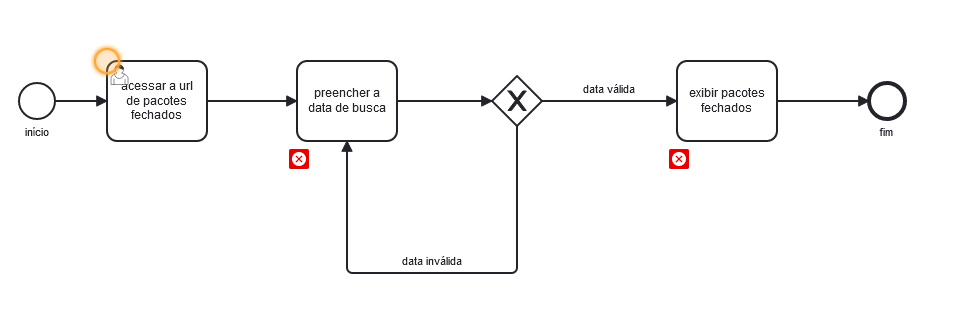 início
acessar a url
de pacotes
fechados
preencher a
data de busca
data válida
exibir pacotes
fechados
fim
data inválida